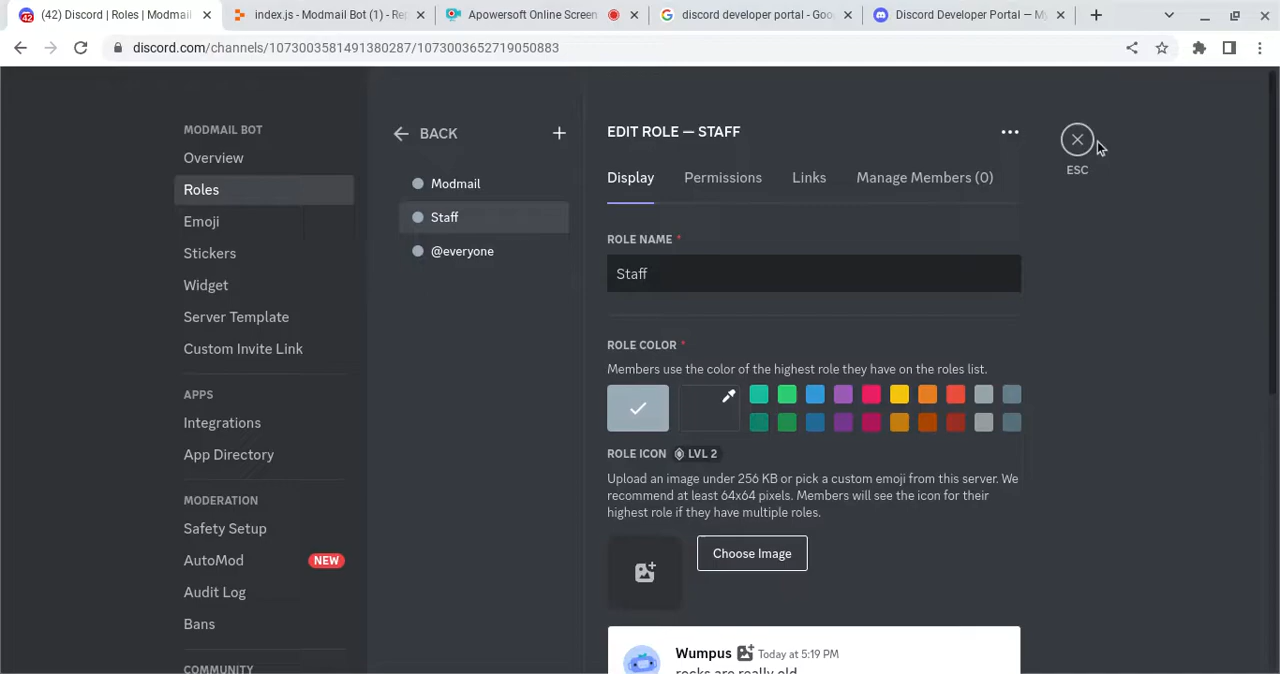 (42) Discord | Roles | Modmail
index.js - Modmail Bot (1) - Rep
Apowersoft Online Screen
discord developer portal - Goo
Discord Developer Portal — My
discord.com/channels/1073003581491380287/1073003652719050883
MODMAIL BOT
Overview
Roles
Emoji
Stickers
Widget
Server Template
Custom Invite Link
APPS
Integrations
App Directory
MODERATION
Safety Setup
AutoMod NEW
Audit Log
Bans
COMMUNITY
BACK
Modmail
Staff
@everyone
EDIT ROLE — STAFF
ESC
Display Permissions Links Manage Members (0)
ROLE NAME *
Staff
ROLE COLOR *
Members use the color of the highest role they have on the roles list.
ROLE ICON LVL 2
Upload an image under 256 KB or pick a custom emoji from this server. We
recommend at least 64x64 pixels. Members will see the icon for their
highest role if they have multiple roles.
Choose Image
Wumpus Today at 5:19 PM
rocks are really old